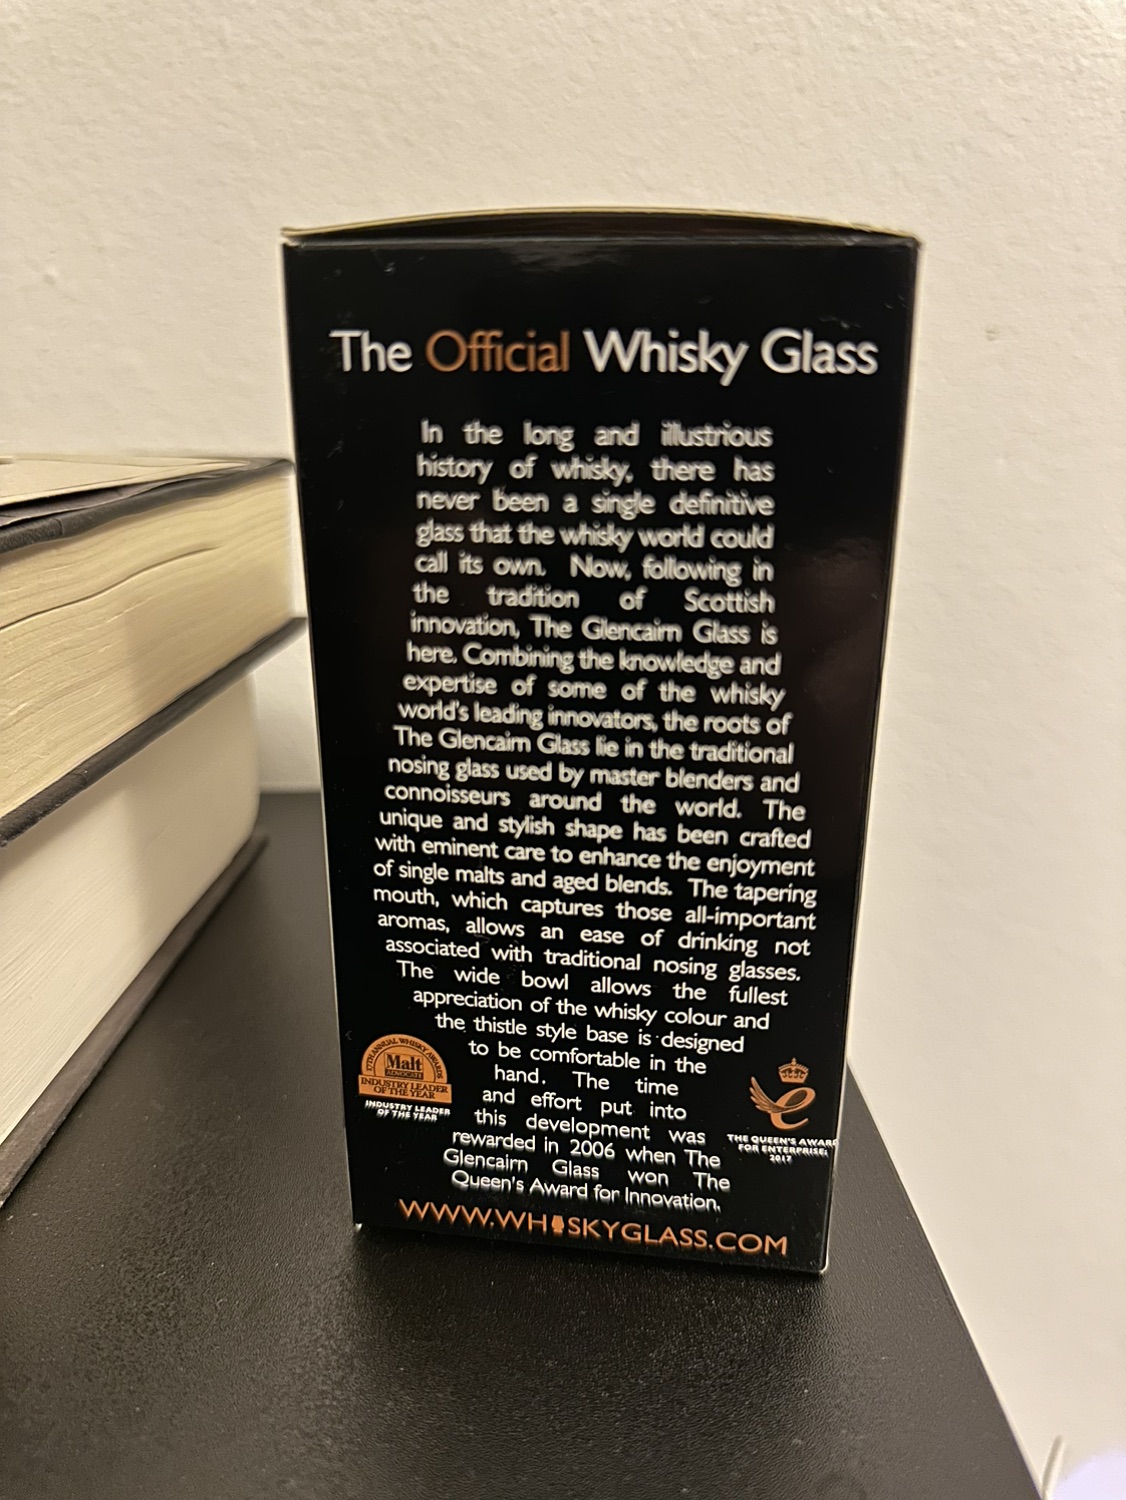 The Official Whisky Glass
In the long and illustrious
history of whisky, there has
never been a single definitive
glass that the whisky world could
call its own. Now, following in
the tradition of Scottish
innovation, The Glencairn Glass is
here. Combining the knowledge and
expertise of some of the whisky
world's leading innovators, the roots of
The Glencairn Glass lie in the traditional
nosing glass used by master blenders and
connoisseurs around the world. The
unique and stylish shape has been crafted
with eminent care to enhance the enjoyment
of single malts and aged blends. The tapering
mouth, which captures those all-important
aromas, allows an ease of drinking not
associated with traditional nosing glasses.
The wide bowl allows the fullest
appreciation of the whisky colour and
the thistle style base is designed
to be comfortable in the
hand. The time
and effort put into
this development was
rewarded in 2006 when The
Glencairn Glass won The
Queen's Award for Innovation.
17TH ANNUAL WHISKY AWARDS
Malt
ADVOCATE
INDUSTRY LEADER
OF THE YEAR
INDUSTRY LEADER
OF THE YEAR
e
THE QUEEN'S AWARD
FOR ENTERPRISE:
2017
WWW.WHISKYGLASS.COM